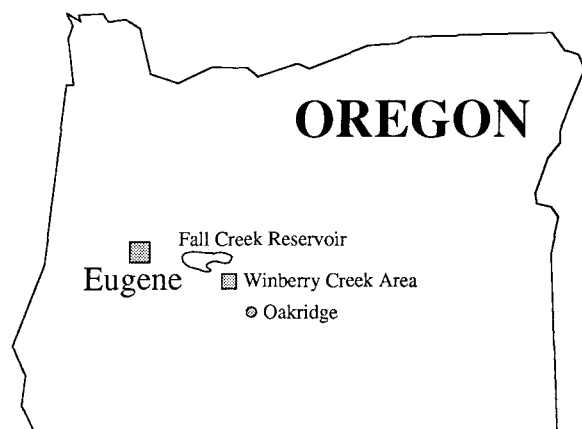 OREGON
Fall Creek Reservoir
Eugene
Winberry Creek Area
Oakridge